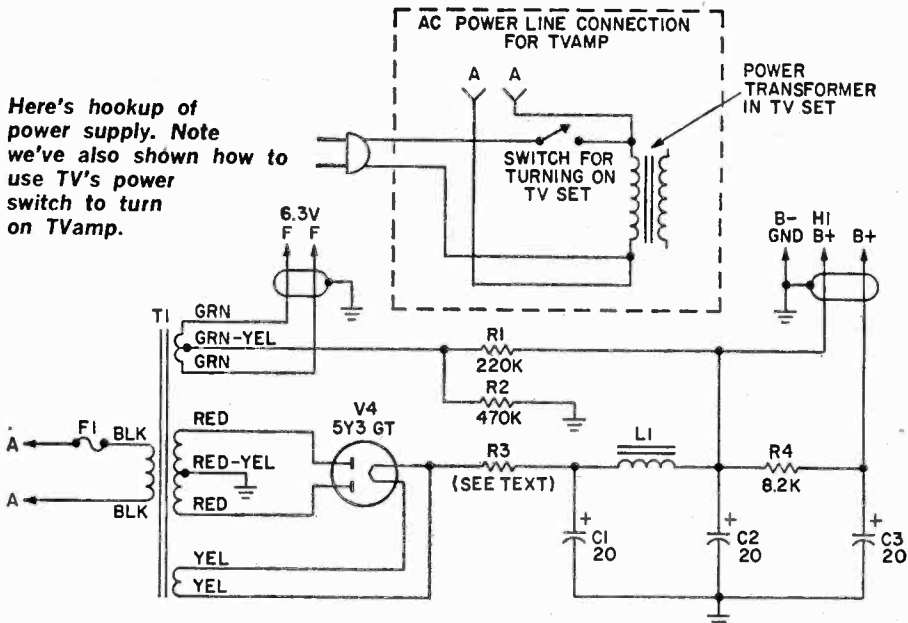 AC POWER LINE CONNECTION
FOR TVAMP
A A
POWER
TRANSFORMER
IN TV SET
Here's hookup of
power supply. Note
we've also shown how to
use TV's power
switch to turn
on TVamp.
SWITCH FOR
TURNING ON
TV SET
6.3V
F F
B- HI
GND B+ B+
T1
GRN
GRN-YEL
GRN
R1
220K
R2
470K
A
F1
BLK
RED
RED-YEL
RED
V4
5Y3 GT
R3
(SEE TEXT)
L1
R4
8.2K
A
BLK
+ C1
20
+ C2
20
+ C3
20
YEL
YEL